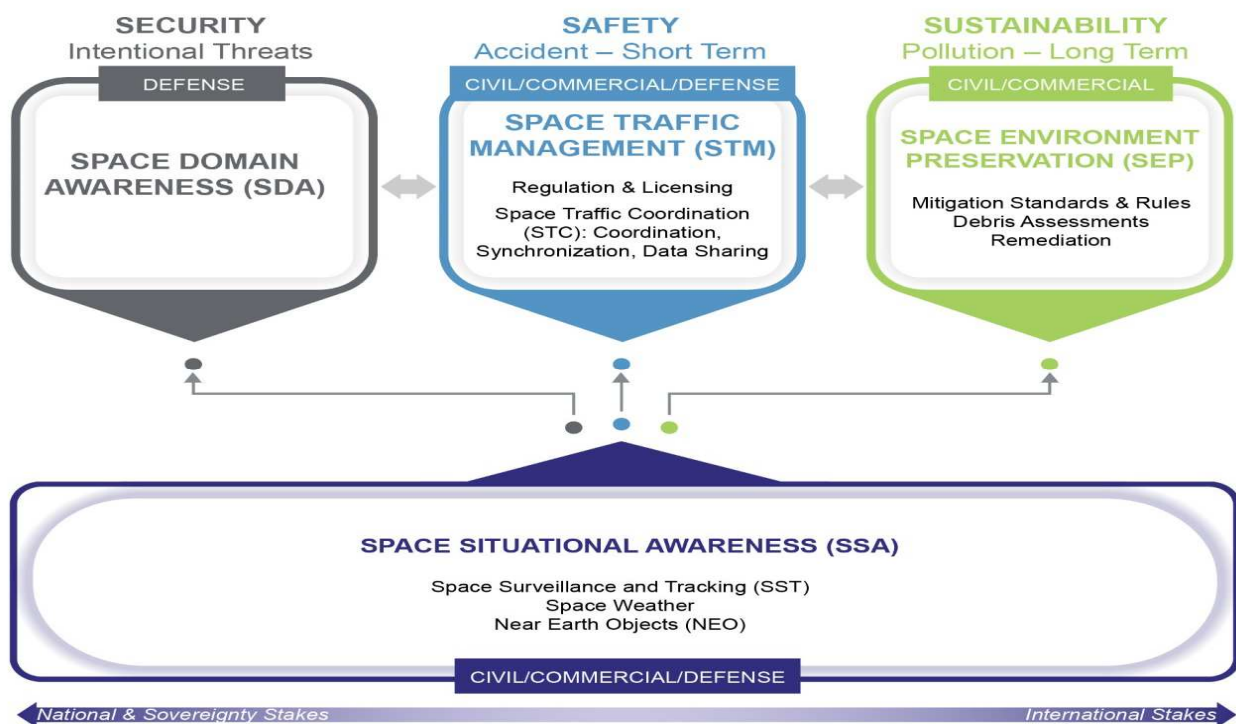 SECURITY
Intentional Threats
DEFENSE
SPACE DOMAIN
AWARENESS (SDA)
SAFETY
Accident – Short Term
CIVIL/COMMERCIAL/DEFENSE
SPACE TRAFFIC
MANAGEMENT (STM)
Regulation & Licensing
Space Traffic Coordination
(STC): Coordination,
Synchronization, Data Sharing
SUSTAINABILITY
Pollution – Long Term
CIVIL/COMMERCIAL
SPACE ENVIRONMENT
PRESERVATION (SEP)
Mitigation Standards & Rules
Debris Assessments
Remediation
SPACE SITUATIONAL AWARENESS (SSA)
Space Surveillance and Tracking (SST)
Space Weather
Near Earth Objects (NEO)
CIVIL/COMMERCIAL/DEFENSE
National & Sovereignty Stakes
International Stakes